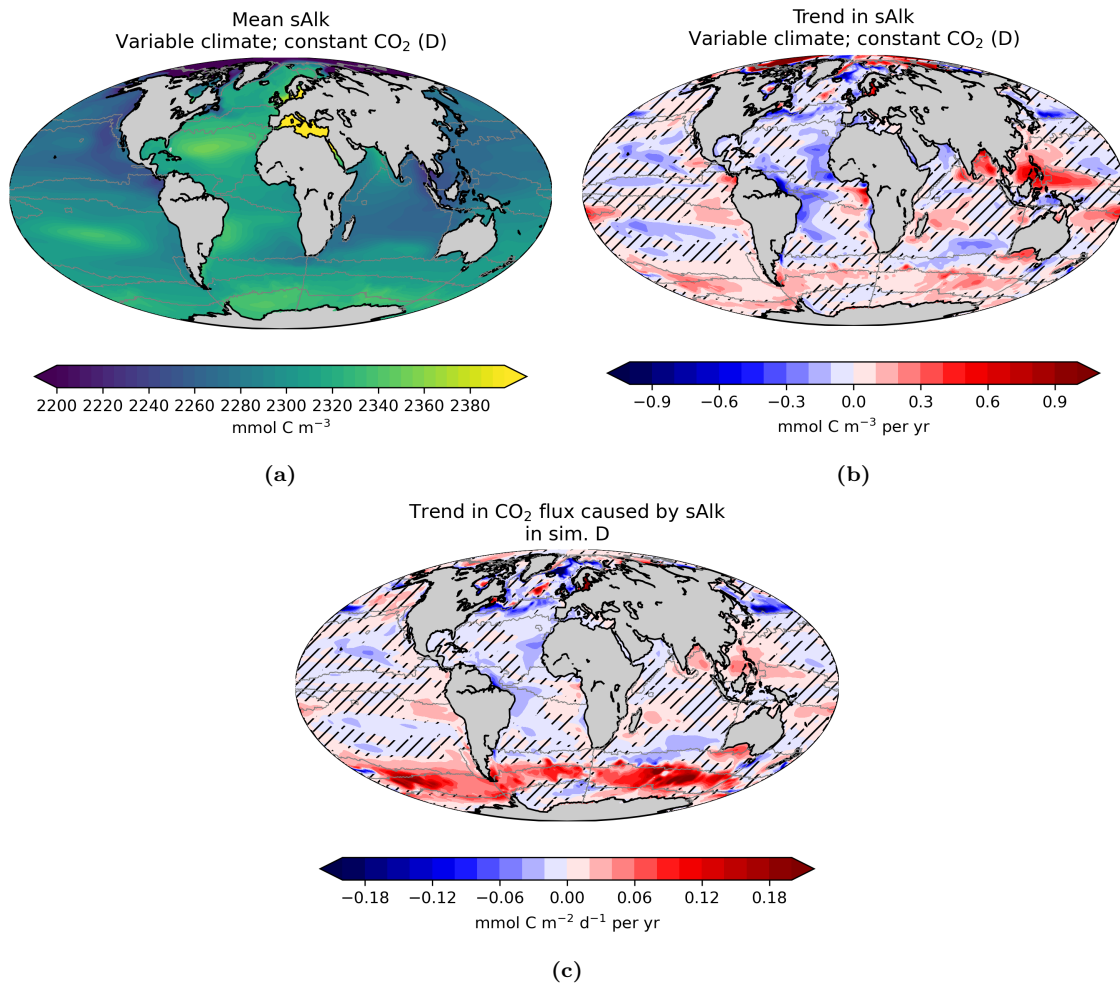 Mean sAlk
Variable climate; constant CO₂ (D)
2200 2220 2240 2260 2280 2300 2320 2340 2360 2380
mmol C m⁻³
(a)
Trend in sAlk
Variable climate; constant CO₂ (D)
−0.9 −0.6 −0.3 0.0 0.3 0.6 0.9
mmol C m⁻³ per yr
(b)
Trend in CO₂ flux caused by sAlk
in sim. D
−0.18 −0.12 −0.06 0.00 0.06 0.12 0.18
mmol C m⁻² d⁻¹ per yr
(c)